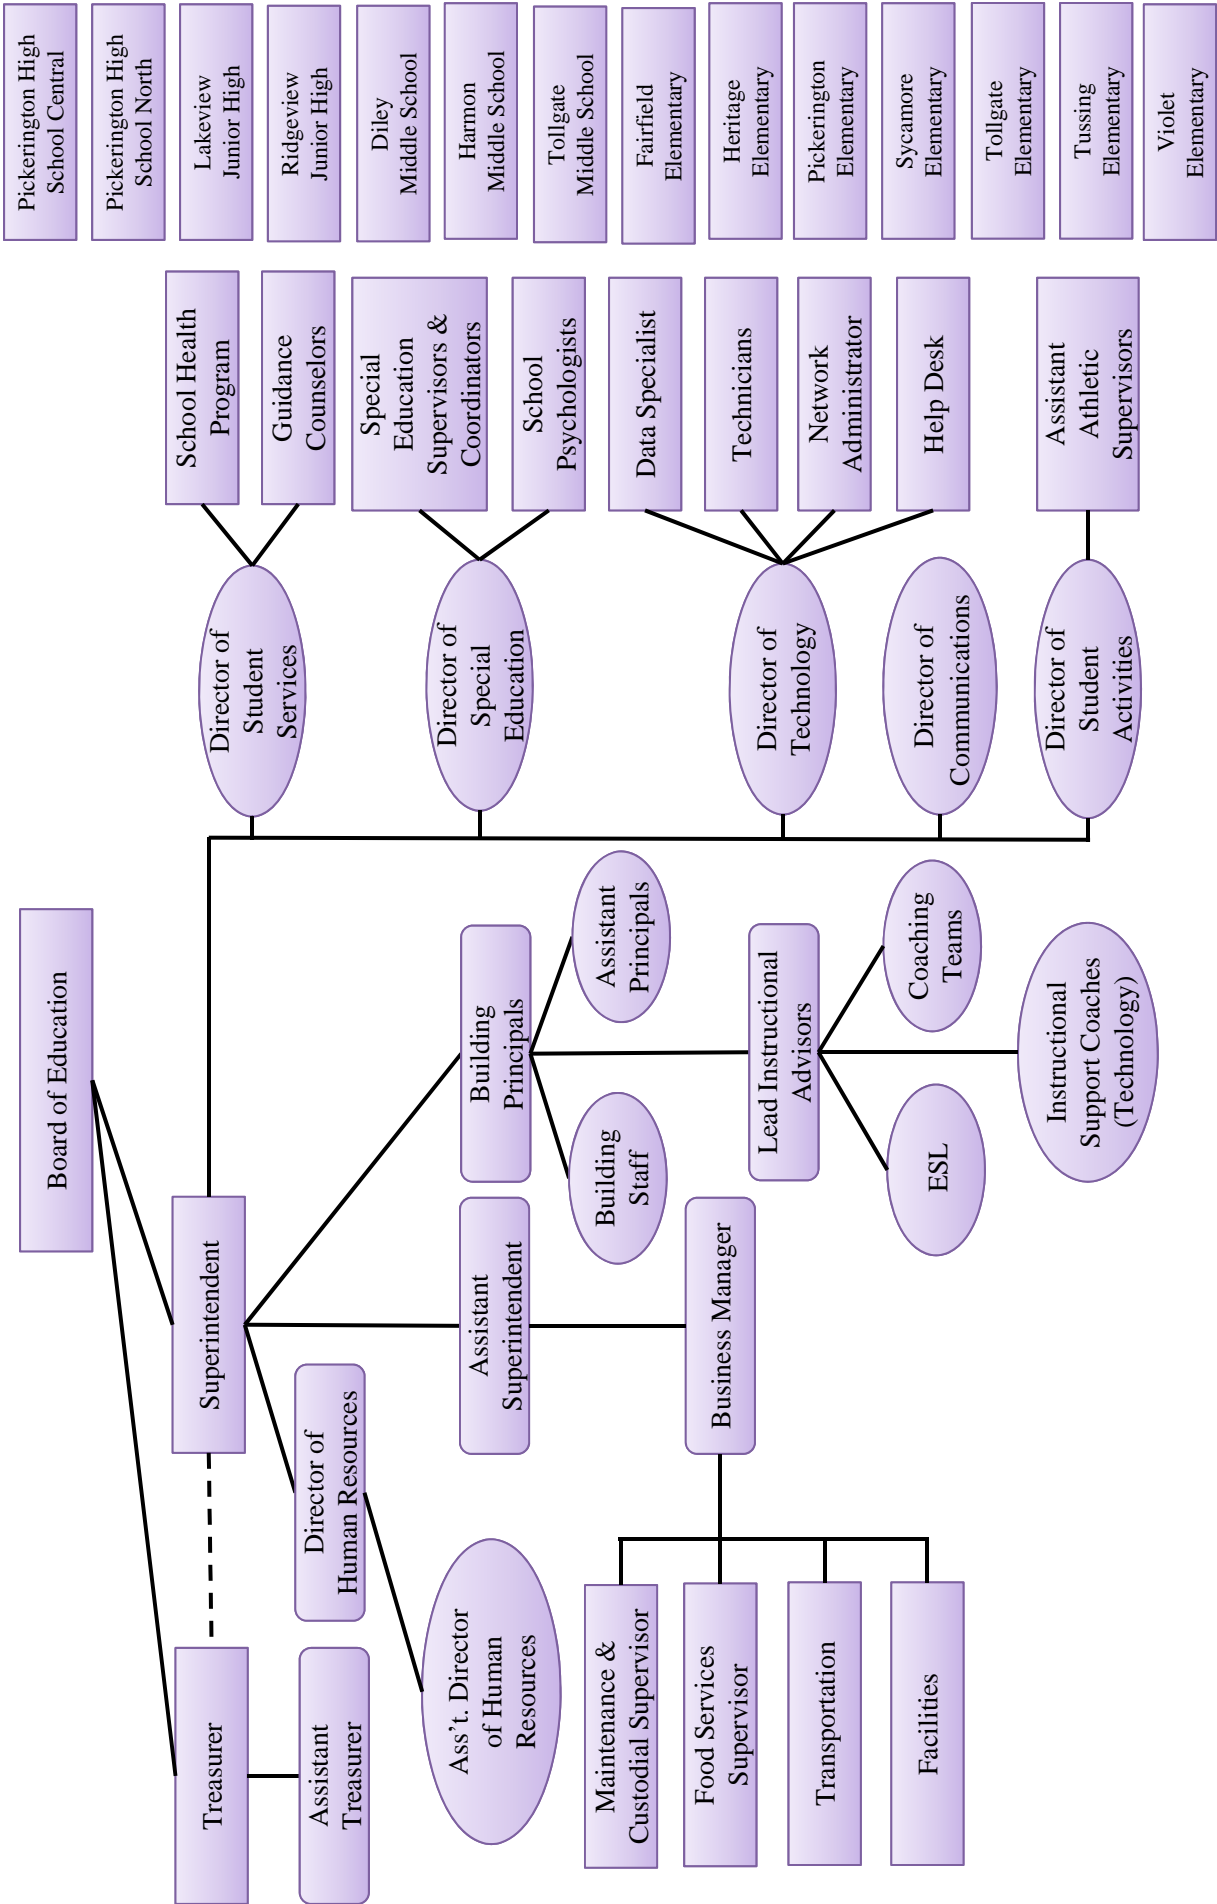 Board of Education
Treasurer
Superintendent
Assistant
Treasurer
Director of
Human Resources
Ass't. Director
of Human
Resources
Assistant
Superintendent
Building
Principals
Building
Staff
Assistant
Principals
Business Manager
Lead Instructional
Advisors
ESL
Coaching
Teams
Instructional
Support Coaches
(Technology)
Maintenance &
Custodial Supervisor
Food Services
Supervisor
Transportation
Facilities
Director of
Student
Services
Director of
Special
Education
Director of
Technology
Director of
Communications
Director of
Student
Activities
School Health
Program
Guidance
Counselors
Special
Education
Supervisors &
Coordinators
School
Psychologists
Data Specialist
Technicians
Network
Administrator
Help Desk
Assistant
Athletic
Supervisors
Pickerington High
School Central
Pickerington High
School North
Lakeview
Junior High
Ridgeview
Junior High
Diley
Middle School
Harmon
Middle School
Tollgate
Middle School
Fairfield
Elementary
Heritage
Elementary
Pickerington
Elementary
Sycamore
Elementary
Tollgate
Elementary
Tussing
Elementary
Violet
Elementary